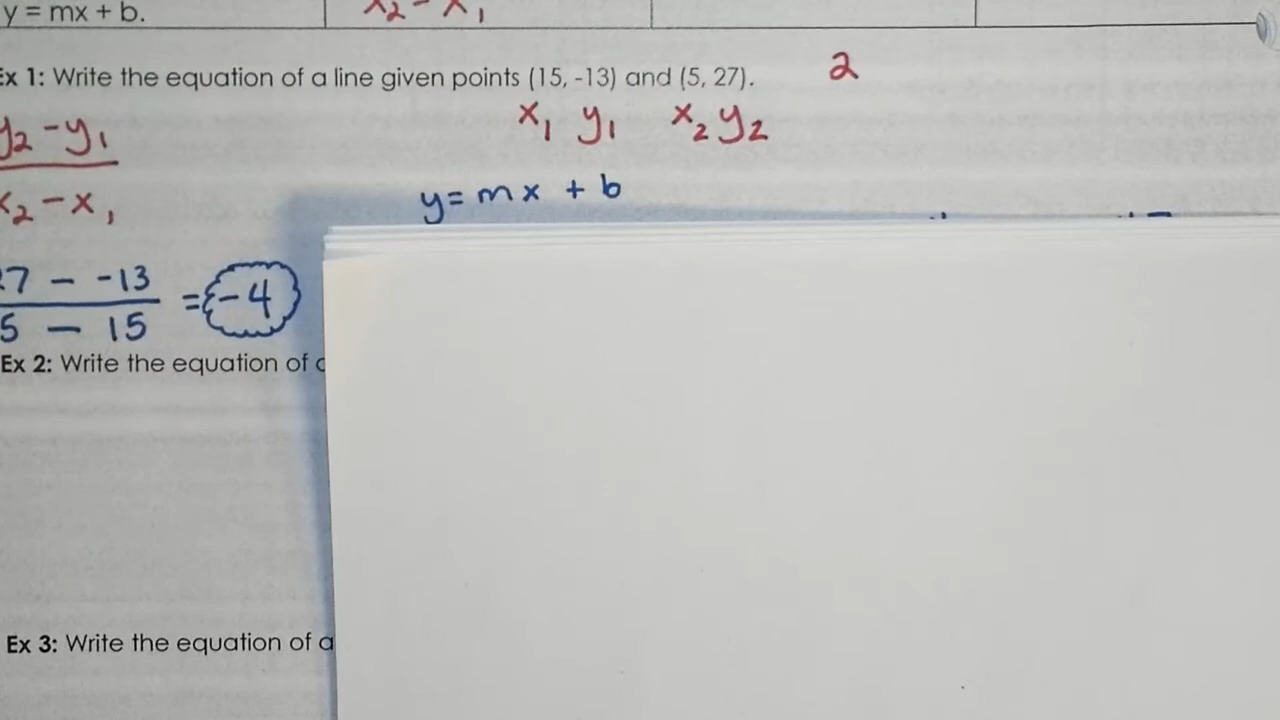 y = mx + b.
x₂ - x₁
Ex 1: Write the equation of a line given points (15, -13) and (5, 27).
2
x₁ y₁ x₂ y₂
y₂ - y₁
x₂ - x₁
y = mx + b
27 - -13
5 - 15
= -4
Ex 2: Write the equation of
Ex 3: Write the equation of a